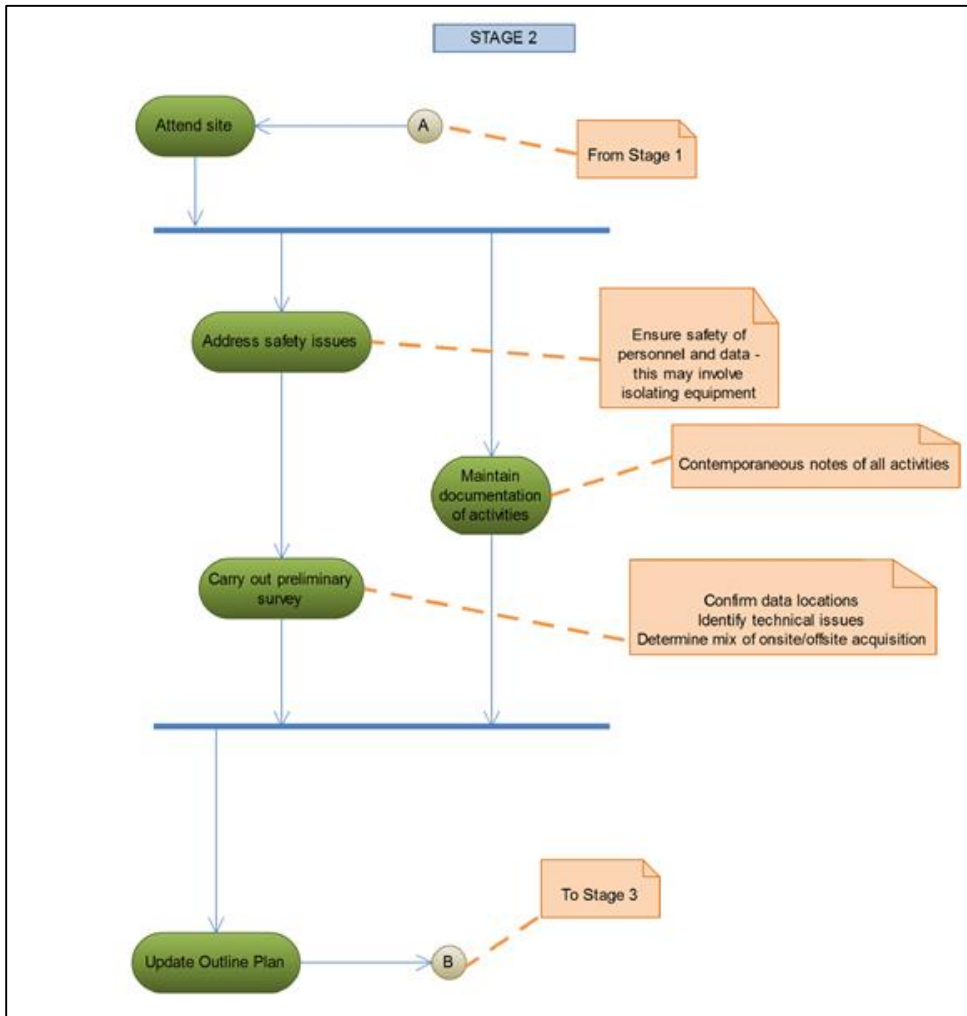 STAGE 2
Attend site
A
From Stage 1
Address safety issues
Ensure safety of
personnel and data -
this may involve
isolating equipment
Maintain
documentation
of activities
Contemporaneous notes of all activities
Carry out preliminary
survey
Confirm data locations
Identify technical issues
Determine mix of onsite/offsite acquisition
To Stage 3
Update Outline Plan
B